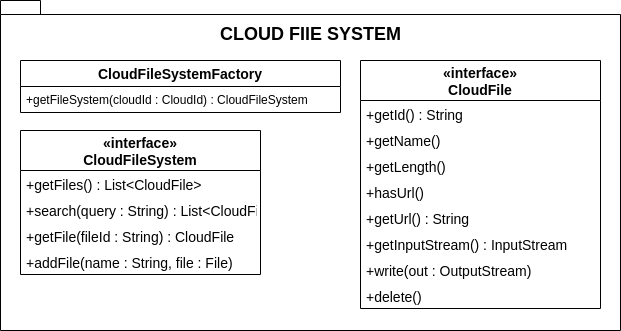 CLOUD FIIE SYSTEM
CloudFileSystemFactory
+getFileSystem(cloudId : CloudId) : CloudFileSystem
«interface»
CloudFileSystem
+getFiles() : List<CloudFile>
+search(query : String) : List<CloudFi
+getFile(fileId : String) : CloudFile
+addFile(name : String, file : File)
«interface»
CloudFile
+getId() : String
+getName()
+getLength()
+hasUrl()
+getUrl() : String
+getInputStream() : InputStream
+write(out : OutputStream)
+delete()